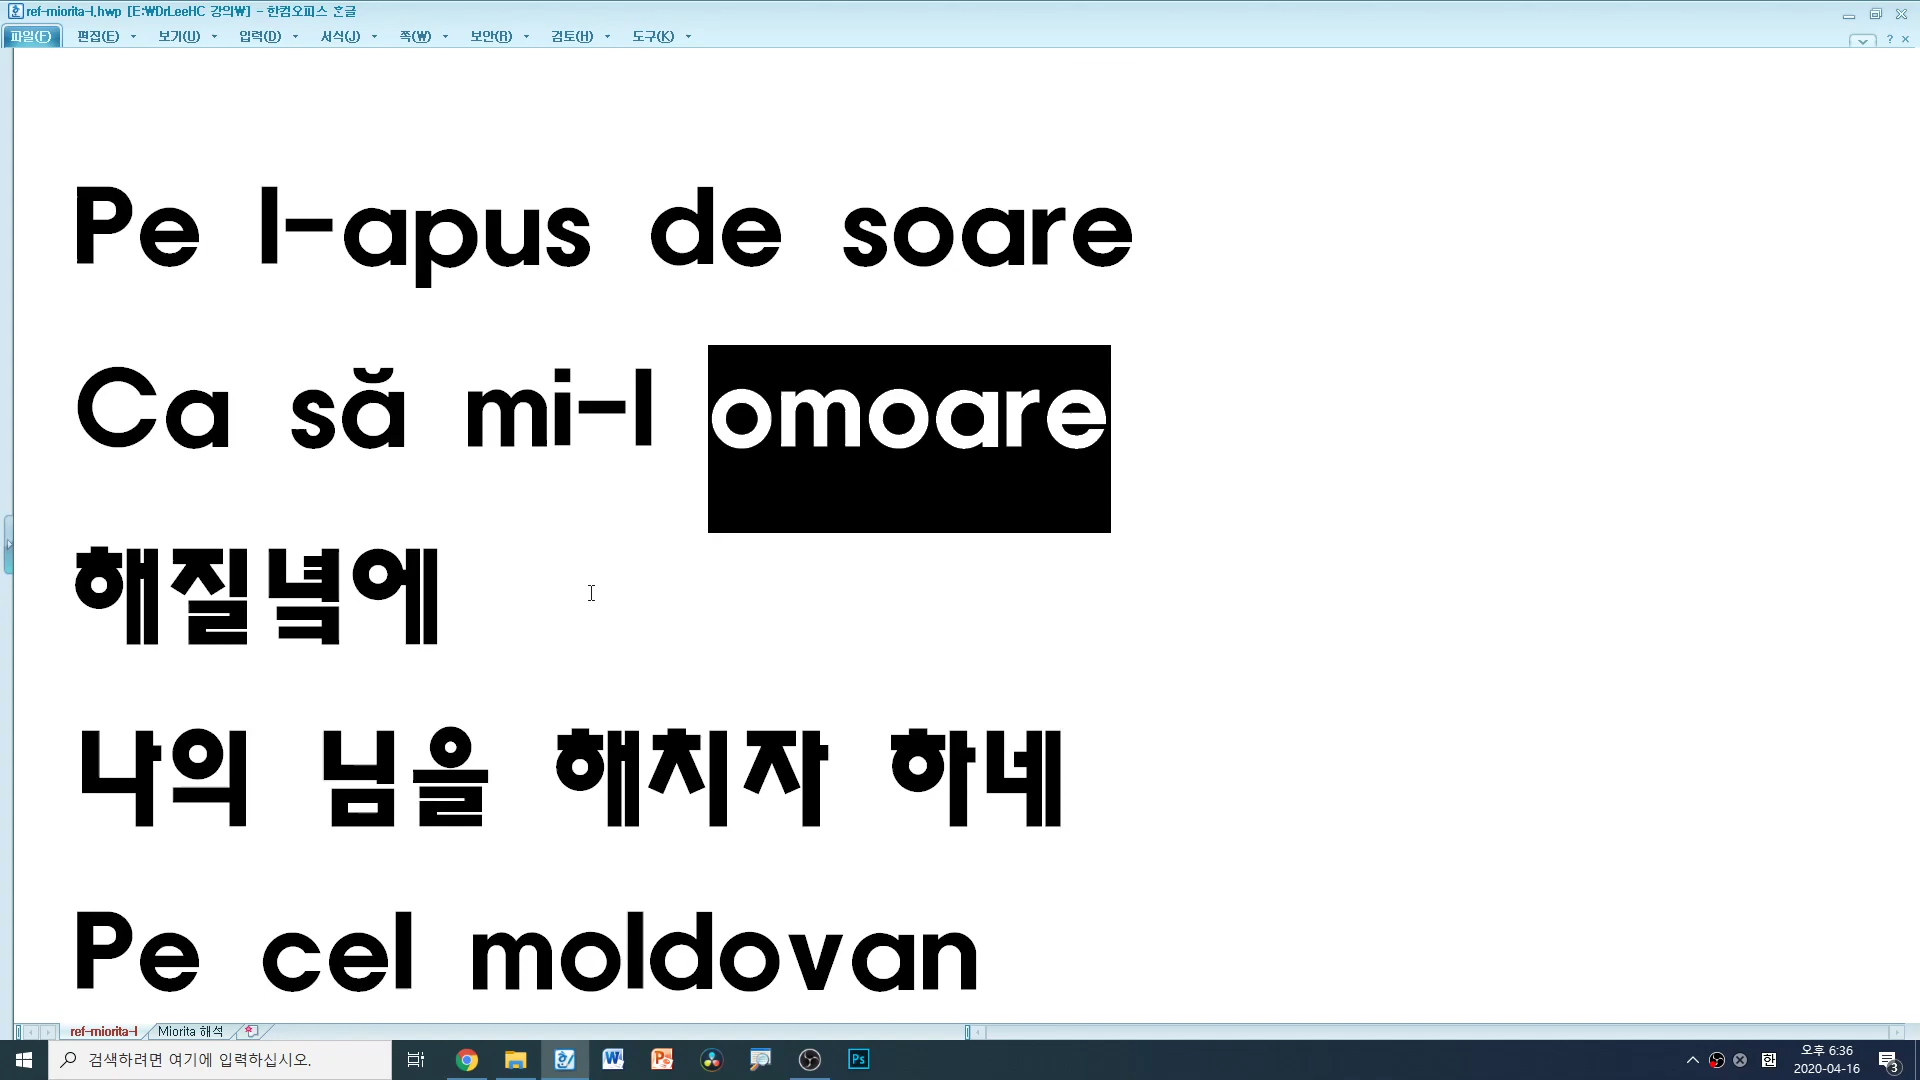 ref-miorita-l.hwp [E:\DrLeeHC 강의\] - 한컴오피스 한글
파일(F) 편집(E) 보기(U) 입력(D) 서식(J) 쪽(W) 보안(R) 검토(H) 도구(K)
Pe l-apus de soare
Ca să mi-l omoare
해질녘에
나의 님을 해치자 하네
Pe cel moldovan
ref-miorita-l Miorita 해석
검색하려면 여기에 입력하십시오.
한
오후 6:36
2020-04-16
3